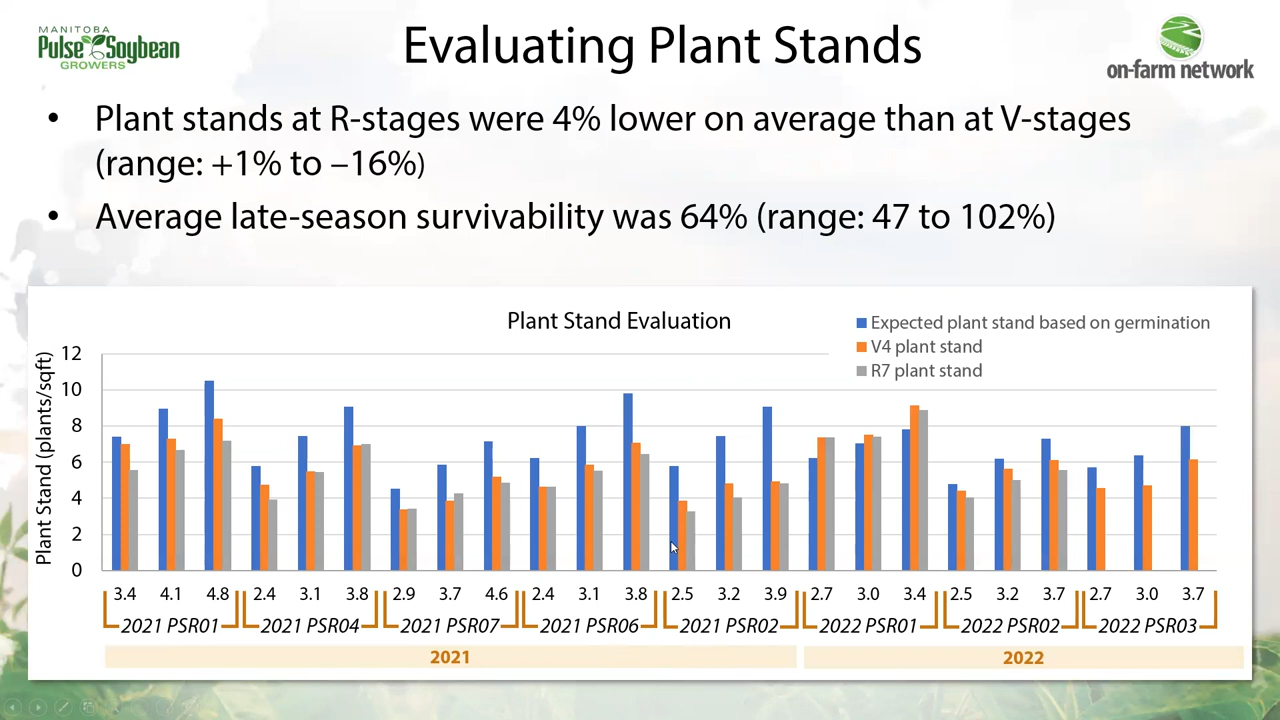 MANITOBA
Pulse Soybean
GROWERS
Evaluating Plant Stands
on-farm network
• Plant stands at R-stages were 4% lower on average than at V-stages
(range: +1% to –16%)
• Average late-season survivability was 64% (range: 47 to 102%)
Plant Stand Evaluation
Expected plant stand based on germination
V4 plant stand
R7 plant stand
Plant Stand (plants/sqft)
12
10
8
6
4
2
0
3.4 4.1 4.8 2.4 3.1 3.8 2.9 3.7 4.6 2.4 3.1 3.8 2.5 3.2 3.9 2.7 3.0 3.4 2.5 3.2 3.7 2.7 3.0 3.7
2021 PSR01 2021 PSR04 2021 PSR07 2021 PSR06 2021 PSR02 2022 PSR01 2022 PSR02 2022 PSR03
2021 2022